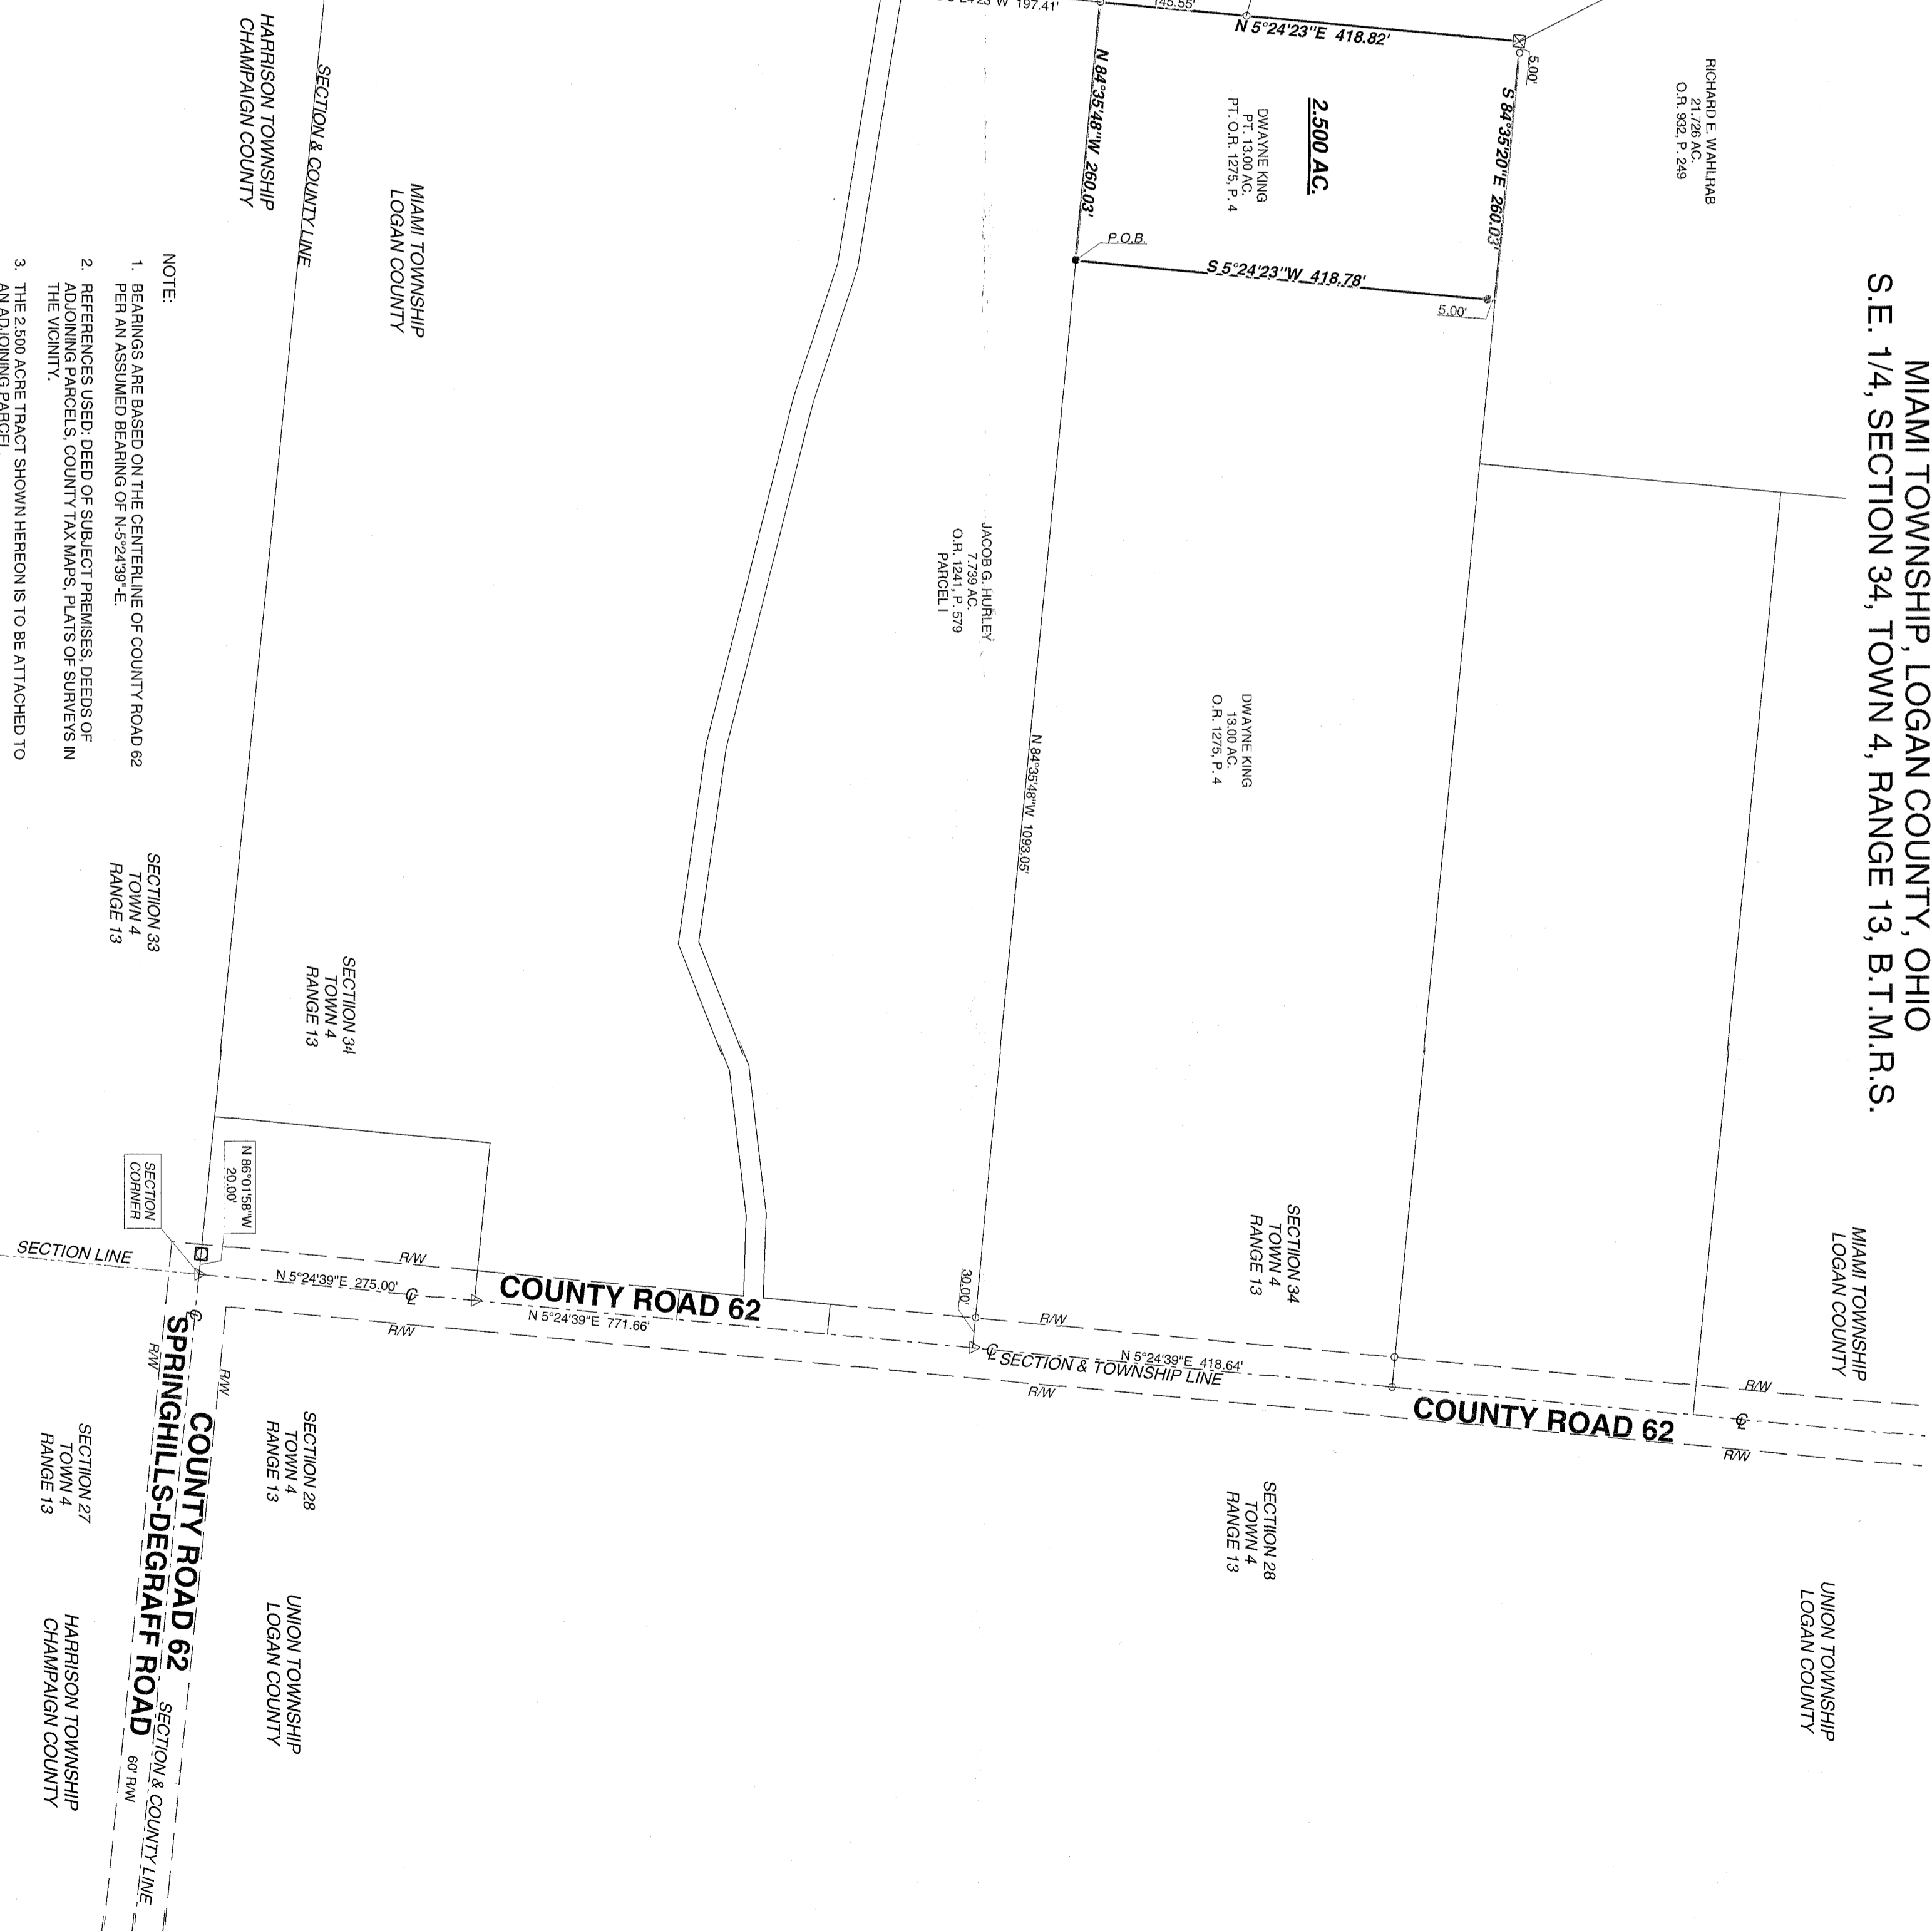 MIAMI TOWNSHIP, LOGAN COUNTY, OHIO
S.E. 1/4, SECTION 34, TOWN 4, RANGE 13, B.T.M.R.S.
RICHARD E. WAHLRAB
21.726 AC.
O.R. 932, P. 249
5.00'
S 84°35'20"E 260.03'
N 5°24'23"E 418.82'
145.55'
W 197.41'
2.500 AC.
DWAYNE KING
PT. 13.00 AC.
PT. O.R. 1275, P. 4
N 84°35'48"W 260.03'
P.O.B.
S 5°24'23"W 418.78'
5.00'
MIAMI TOWNSHIP
LOGAN COUNTY
UNION TOWNSHIP
LOGAN COUNTY
DWAYNE KING
13.00 AC.
O.R. 1275, P. 4
SECTIION 34
TOWN 4
RANGE 13
SECTIION 28
TOWN 4
RANGE 13
R/W
COUNTY ROAD 62
R/W
N 84°35'48"W 1093.05'
JACOB G. HURLEY
7.739 AC.
O.R. 1241, P. 579
PARCEL I
30.00'
R/W
N 5°24'39"E 418.64'
SECTION & TOWNSHIP LINE
R/W
COUNTY ROAD 62
N 5°24'39"E 771.66'
R/W
N 5°24'39"E 275.00'
R/W
MIAMI TOWNSHIP
LOGAN COUNTY
SECTION & COUNTY LINE
HARRISON TOWNSHIP
CHAMPAIGN COUNTY
SECTIION 34
TOWN 4
RANGE 13
SECTIION 33
TOWN 4
RANGE 13
N 86°01'58"W
20.00'
SECTION
CORNER
SECTION LINE
R/W
COUNTY ROAD 62
SPRINGHILLS-DEGRAFF ROAD
R/W
60' R/W
SECTION & COUNTY LINE
SECTIION 28
TOWN 4
RANGE 13
UNION TOWNSHIP
LOGAN COUNTY
SECTIION 27
TOWN 4
RANGE 13
HARRISON TOWNSHIP
CHAMPAIGN COUNTY
NOTE:
1. BEARINGS ARE BASED ON THE CENTERLINE OF COUNTY ROAD 62
PER AN ASSUMED BEARING OF N-5°24'39"-E.
2. REFERENCES USED: DEED OF SUBJECT PREMISES, DEEDS OF
ADJOINING PARCELS, COUNTY TAX MAPS, PLATS OF SURVEYS IN
THE VICINITY.
3. THE 2.500 ACRE TRACT SHOWN HEREON IS TO BE ATTACHED TO
AN ADJOINING PARCEL.